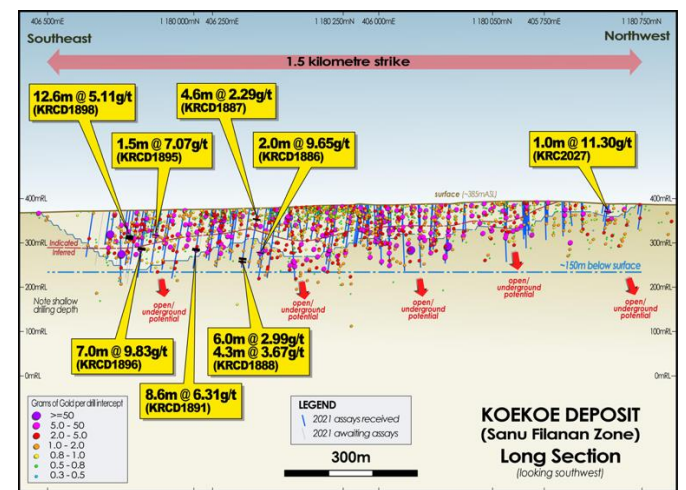 406 500mE
1 180 000mN
406 250mE
1 180 250mN
406 000mE
1 180 050mN
405 750mE
1 180 750mN
Southeast
Northwest
1.5 kilometre strike
12.6m @ 5.11g/t
(KRCD1898)
4.6m @ 2.29g/t
(KRCD1887)
1.5m @ 7.07g/t
(KRCD1895)
2.0m @ 9.65g/t
(KRCD1886)
1.0m @ 11.30g/t
(KRC2027)
surface (~385mASL)
400mRL
400mRL
300mRL
300mRL
Indicated
Inferred
~150m below surface
200mRL
200mRL
Note shallow
drilling depth
open/
underground
potential
open/
underground
potential
open/
underground
potential
open/
underground
potential
open/
underground
potential
100mRL
100mRL
7.0m @ 9.83g/t
(KRCD1896)
6.0m @ 2.99g/t
4.3m @ 3.67g/t
(KRCD1888)
8.6m @ 6.31g/t
(KRCD1891)
0mRL
0mRL
Grams of Gold per drill intercept
>=50
5.0 - 50
2.0 - 5.0
1.0 - 2.0
0.8 - 1.0
0.5 - 0.8
0.3 - 0.5
LEGEND
2021 assays received
2021 awaiting assays
300m
KOEKOE DEPOSIT
(Sanu Filanan Zone)
Long Section
(looking southwest)